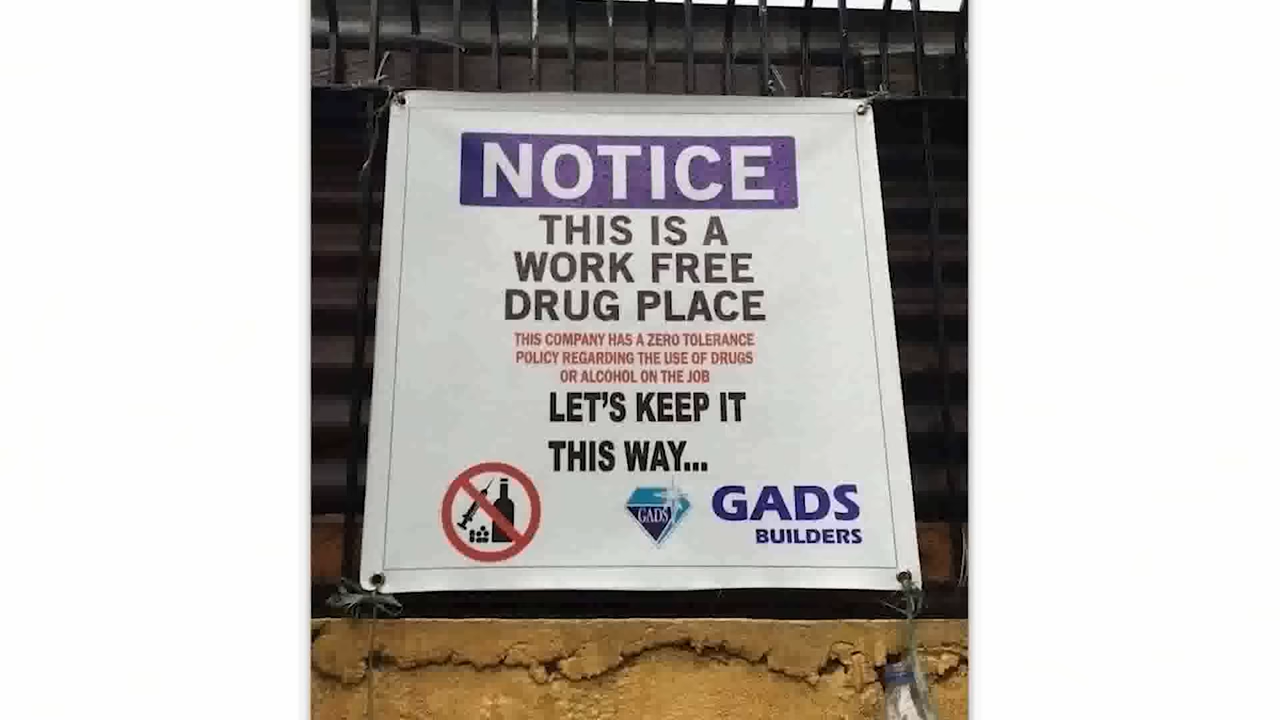 NOTICE
THIS IS A
WORK FREE
DRUG PLACE
THIS COMPANY HAS A ZERO TOLERANCE
POLICY REGARDING THE USE OF DRUGS
OR ALCOHOL ON THE JOB
LET'S KEEP IT
THIS WAY...
GADS
GADS
BUILDERS